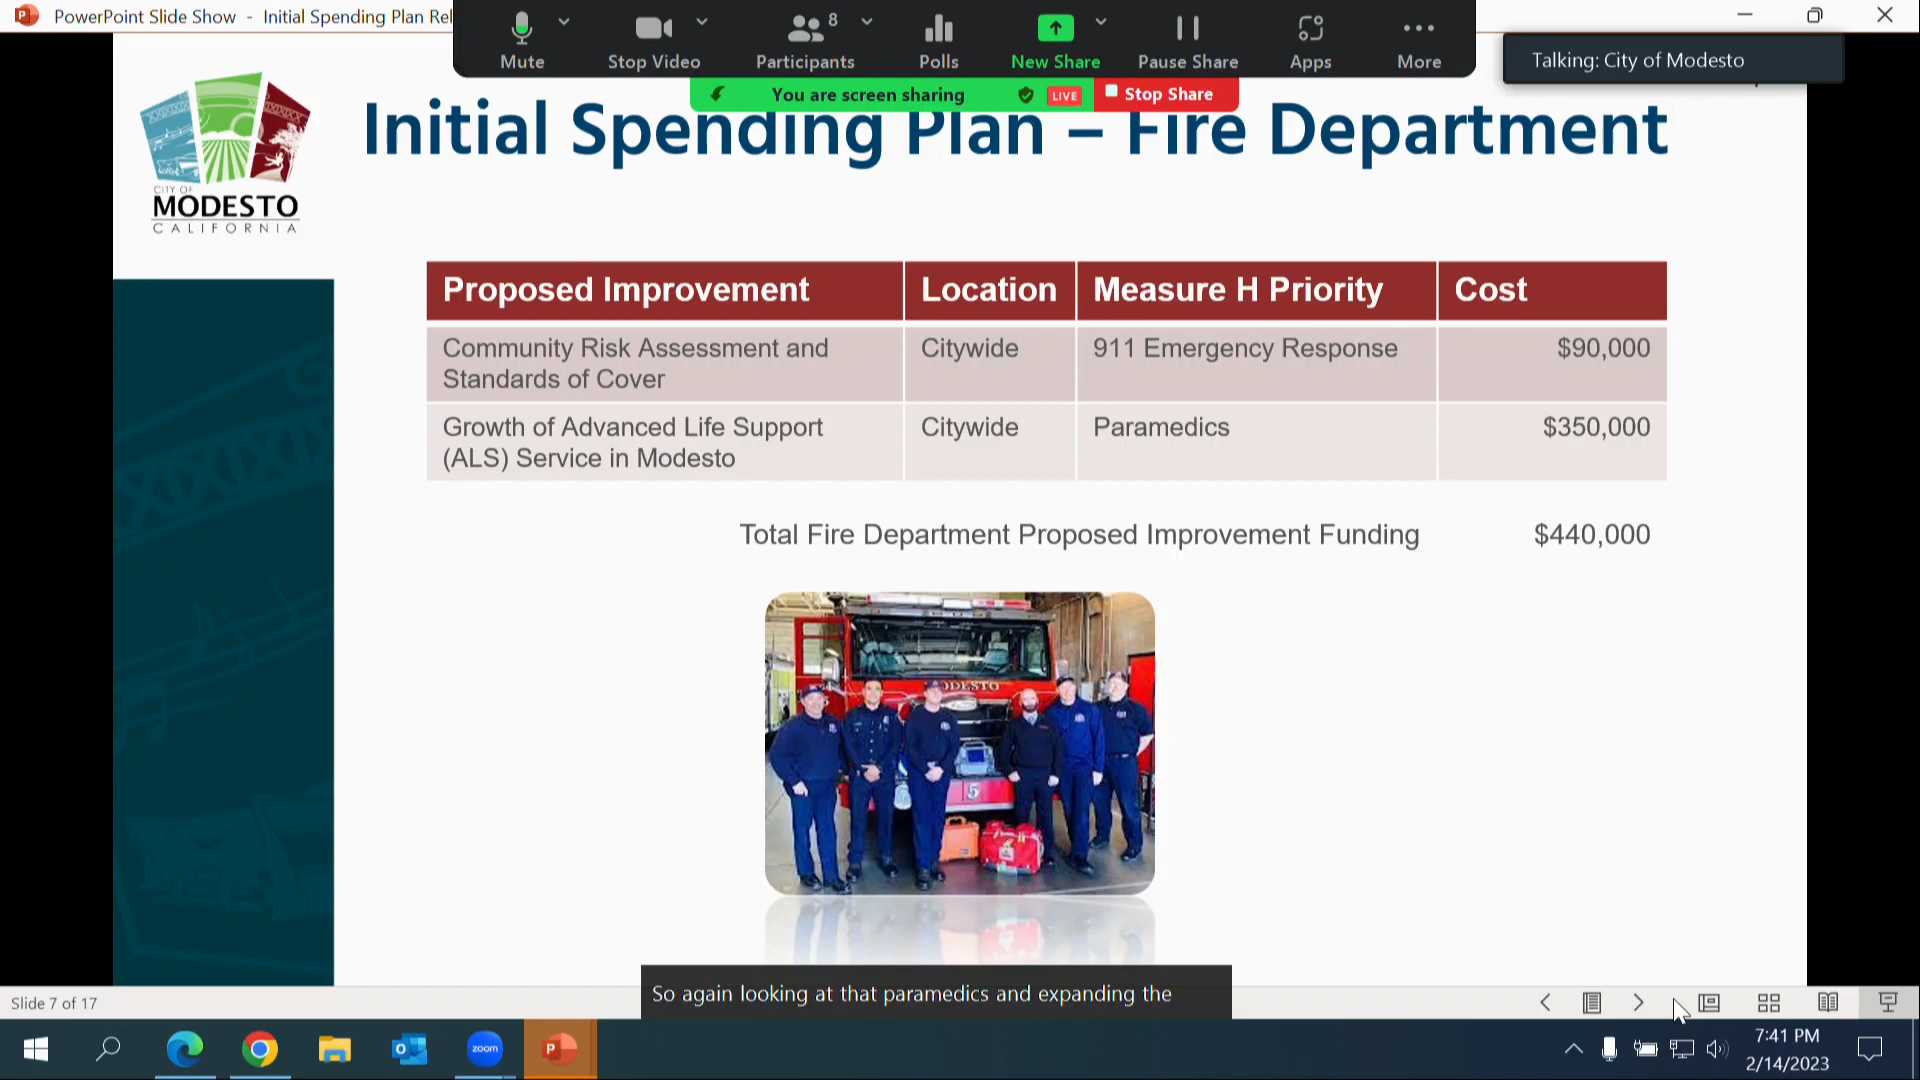 PowerPoint Slide Show - Initial Spending Plan Rel
Mute
Stop Video
8
Participants
Polls
New Share
Pause Share
Apps
More
Talking: City of Modesto
You are screen sharing
LIVE
Stop Share
CITY OF
MODESTO
CALIFORNIA
Initial Spending Plan – Fire Department
Proposed Improvement Location Measure H Priority Cost
Community Risk Assessment and Citywide 911 Emergency Response $90,000
Standards of Cover
Growth of Advanced Life Support Citywide Paramedics $350,000
(ALS) Service in Modesto
Total Fire Department Proposed Improvement Funding $440,000
ODESTO
5
So again looking at that paramedics and expanding the
Slide 7 of 17
zoom
7:41 PM
2/14/2023